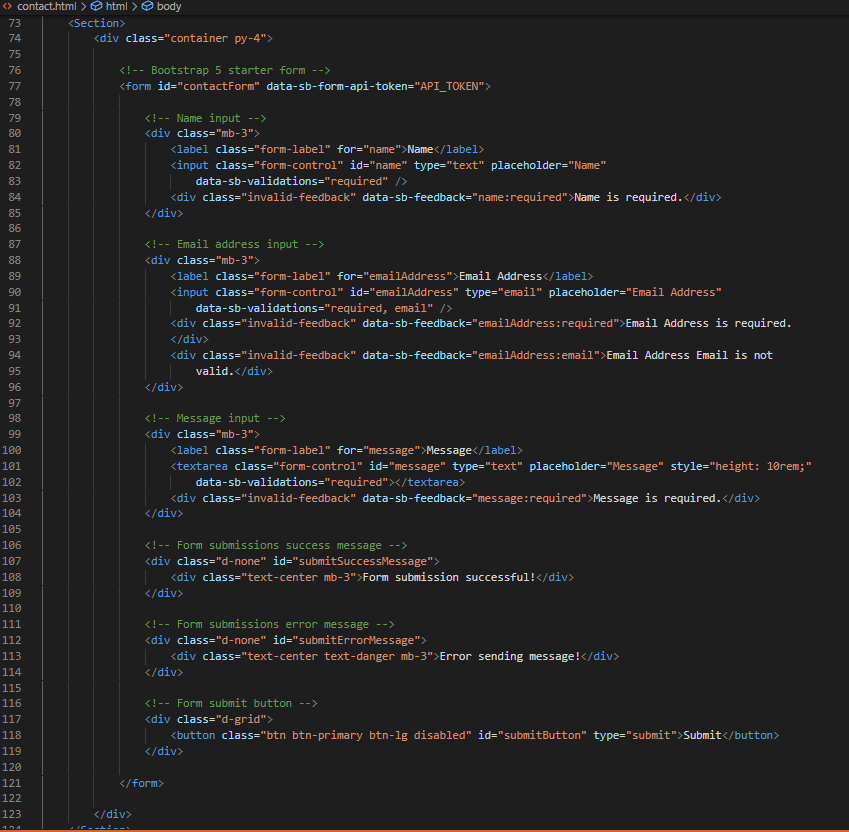 contact.html > html > body
73 <Section>
74 <div class="container py-4">
75
76 <!-- Bootstrap 5 starter form -->
77 <form id="contactForm" data-sb-form-api-token="API_TOKEN">
78
79 <!-- Name input -->
80 <div class="mb-3">
81 <label class="form-label" for="name">Name</label>
82 <input class="form-control" id="name" type="text" placeholder="Name"
83 data-sb-validations="required" />
84 <div class="invalid-feedback" data-sb-feedback="name:required">Name is required.</div>
85 </div>
86
87 <!-- Email address input -->
88 <div class="mb-3">
89 <label class="form-label" for="emailAddress">Email Address</label>
90 <input class="form-control" id="emailAddress" type="email" placeholder="Email Address"
91 data-sb-validations="required, email" />
92 <div class="invalid-feedback" data-sb-feedback="emailAddress:required">Email Address is required.
93 </div>
94 <div class="invalid-feedback" data-sb-feedback="emailAddress:email">Email Address Email is not
95 valid.</div>
96 </div>
97
98 <!-- Message input -->
99 <div class="mb-3">
100 <label class="form-label" for="message">Message</label>
101 <textarea class="form-control" id="message" type="text" placeholder="Message" style="height: 10rem;"
102 data-sb-validations="required"></textarea>
103 <div class="invalid-feedback" data-sb-feedback="message:required">Message is required.</div>
104 </div>
105
106 <!-- Form submissions success message -->
107 <div class="d-none" id="submitSuccessMessage">
108 <div class="text-center mb-3">Form submission successful!</div>
109 </div>
110
111 <!-- Form submissions error message -->
112 <div class="d-none" id="submitErrorMessage">
113 <div class="text-center text-danger mb-3">Error sending message!</div>
114 </div>
115
116 <!-- Form submit button -->
117 <div class="d-grid">
118 <button class="btn btn-primary btn-lg disabled" id="submitButton" type="submit">Submit</button>
119 </div>
120
121 </form>
122
123 </div>
124 </Section>